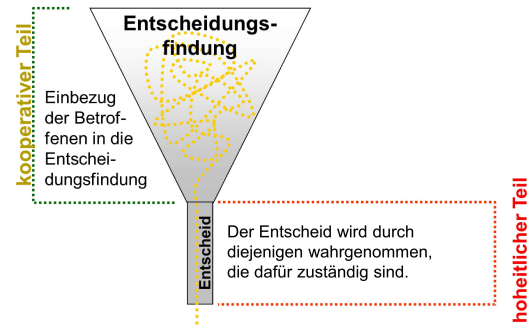 Entscheidungs-
findung
kooperativer Teil
Einbezug
der Betrof-
fenen in die
Entschei-
dungsfindung
Entscheid
Der Entscheid wird durch
diejenigen wahrgenommen,
die dafür zuständig sind.
hoheitlicher Teil